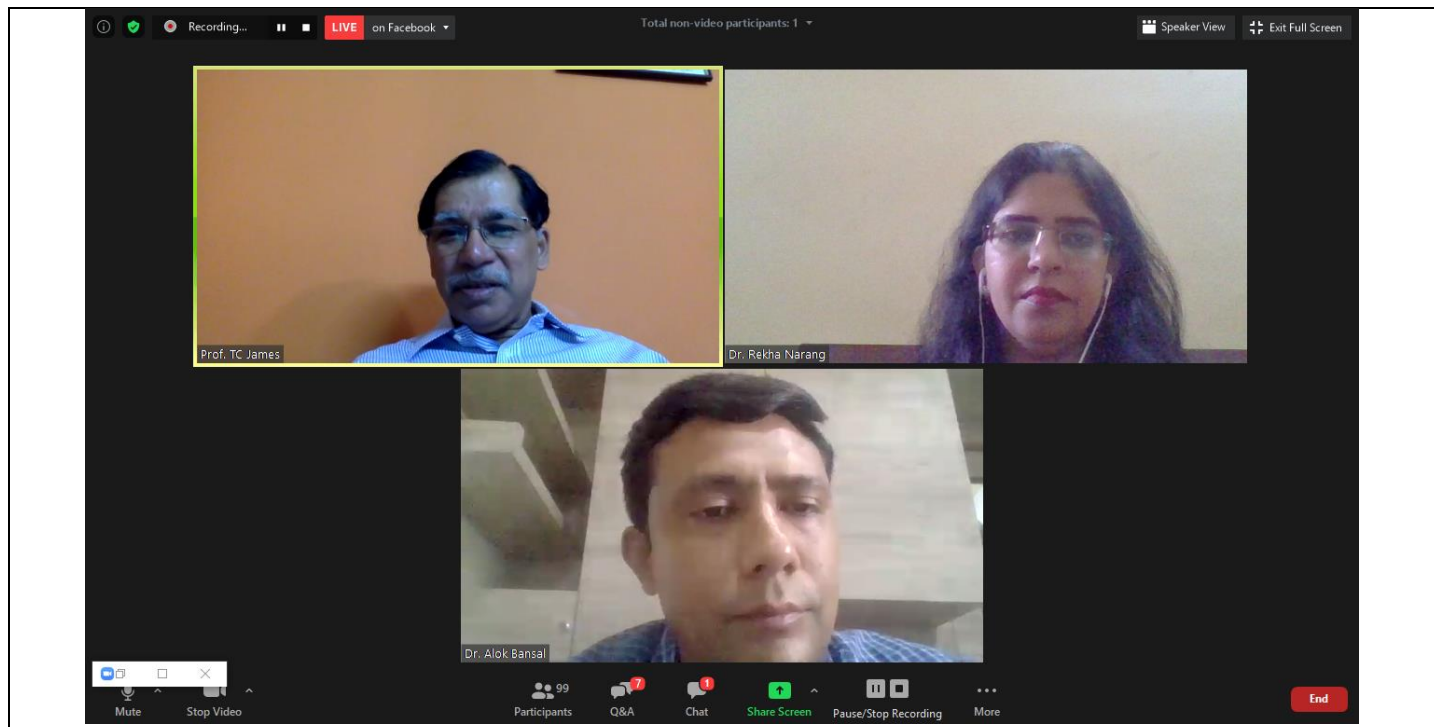 Recording...
LIVE on Facebook
Total non-video participants: 1
Speaker View
Exit Full Screen
Prof. TC James
Dr. Rekha Narang
Dr. Alok Bansal
Mute
Stop Video
99
Participants
7
Q&A
1
Chat
Share Screen
Pause/Stop Recording
More
End